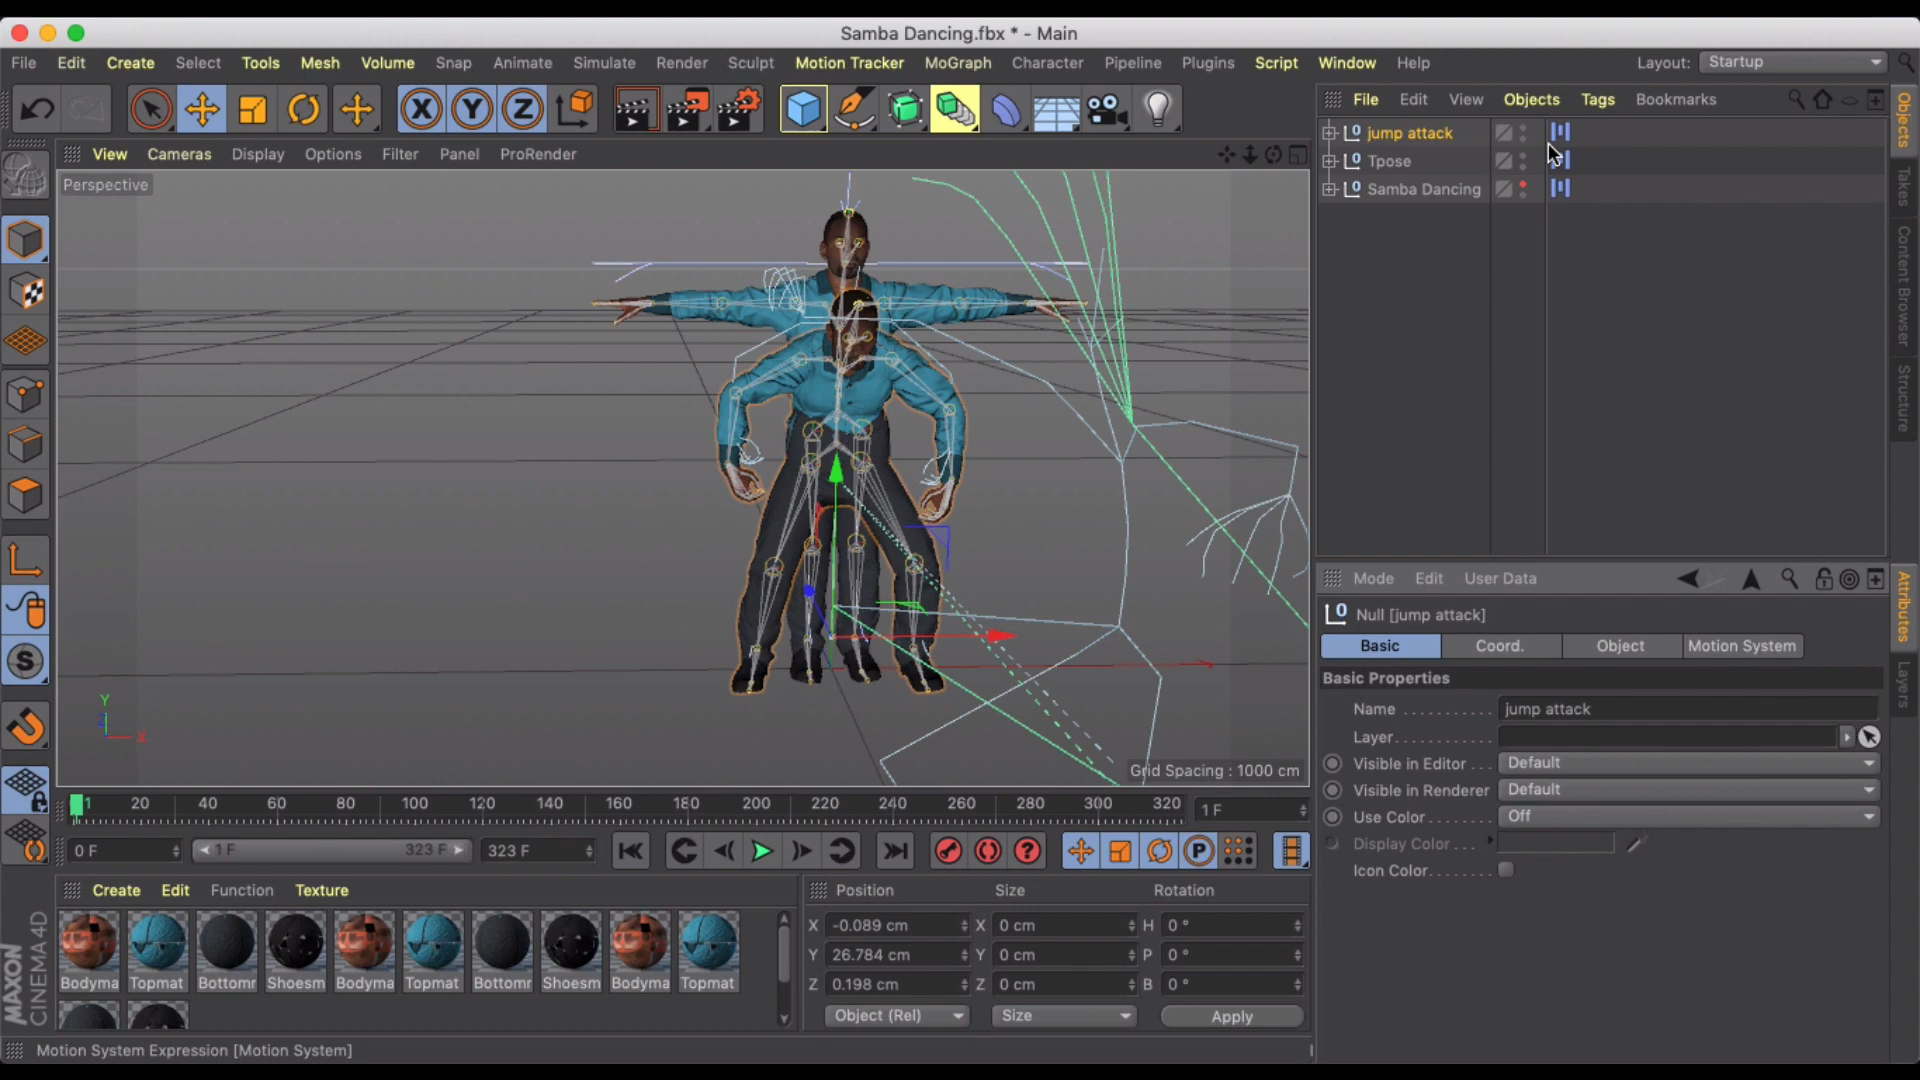 Samba Dancing.fbx * - Main
File Edit Create Select Tools Mesh Volume Snap Animate Simulate Render Sculpt Motion Tracker MoGraph Character Pipeline Plugins Script Window Help Layout: Startup
X Y Z
File Edit View Objects Tags Bookmarks
View Cameras Display Options Filter Panel ProRender
Perspective
jump attack
Tpose
Samba Dancing
Objects
Takes
Content Browser
Structure
Grid Spacing : 1000 cm
Y
Z
X
Mode Edit User Data
Null [jump attack]
Basic Coord. Object Motion System
Basic Properties
Name jump attack
Layer
Visible in Editor Default
Visible in Renderer Default
Use Color Off
Display Color
Icon Color
Attributes
Layers
1 20 40 60 80 100 120 140 160 180 200 220 240 260 280 300 320 1 F
0 F 1 F 323 F 323 F
Create Edit Function Texture
Bodyma Topmat Bottomr Shoesm Bodyma Topmat Bottomr Shoesm Bodyma Topmat
Position Size Rotation
X -0.089 cm X 0 cm H 0 °
Y 26.784 cm Y 0 cm P 0 °
Z 0.198 cm Z 0 cm B 0 °
Object (Rel) Size Apply
MAXON
CINEMA4D
Motion System Expression [Motion System]